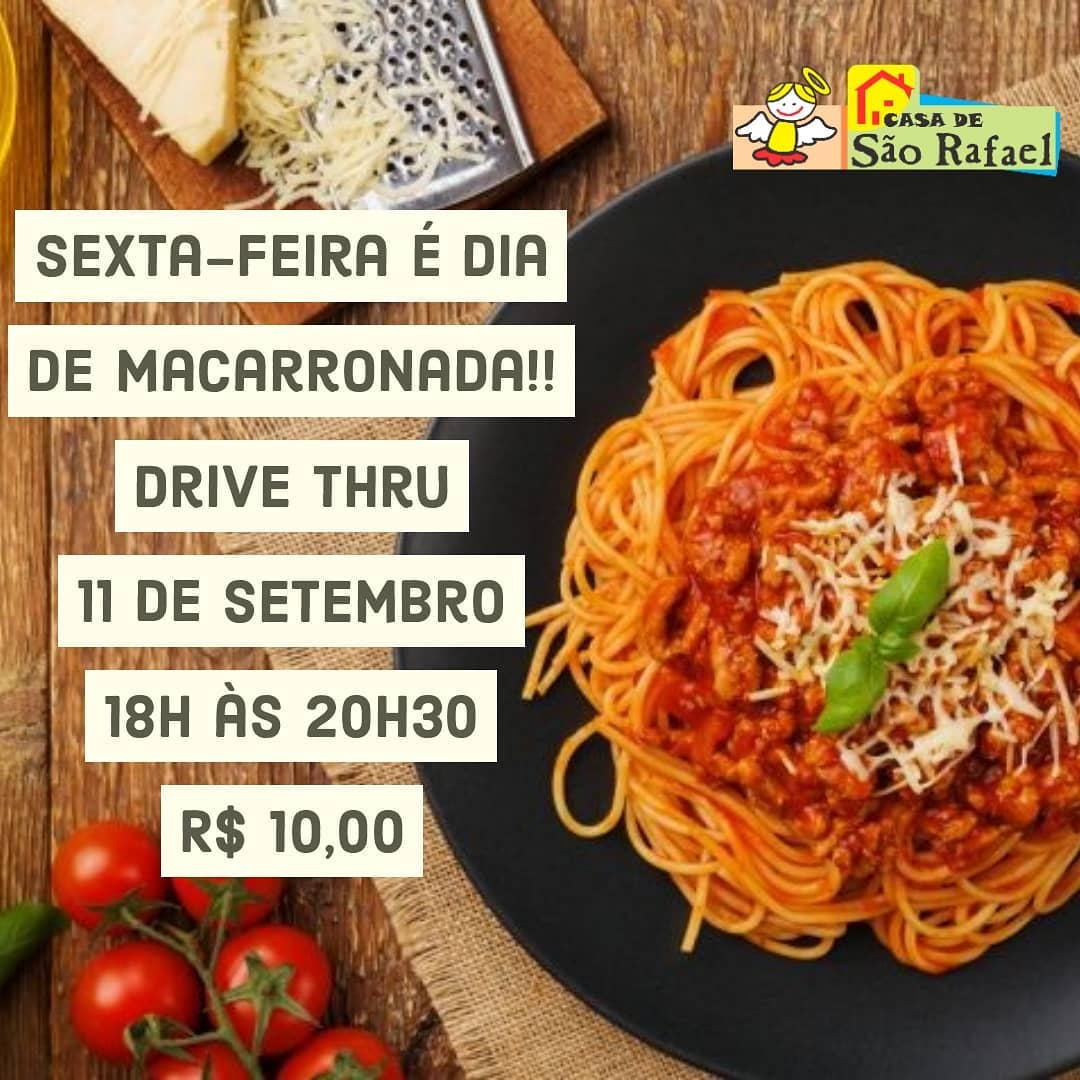 CASA DE
São Rafael
SEXTA-FEIRA É DIA
DE MACARRONADA!!
DRIVE THRU
11 DE SETEMBRO
18H ÀS 20H30
R$ 10,00